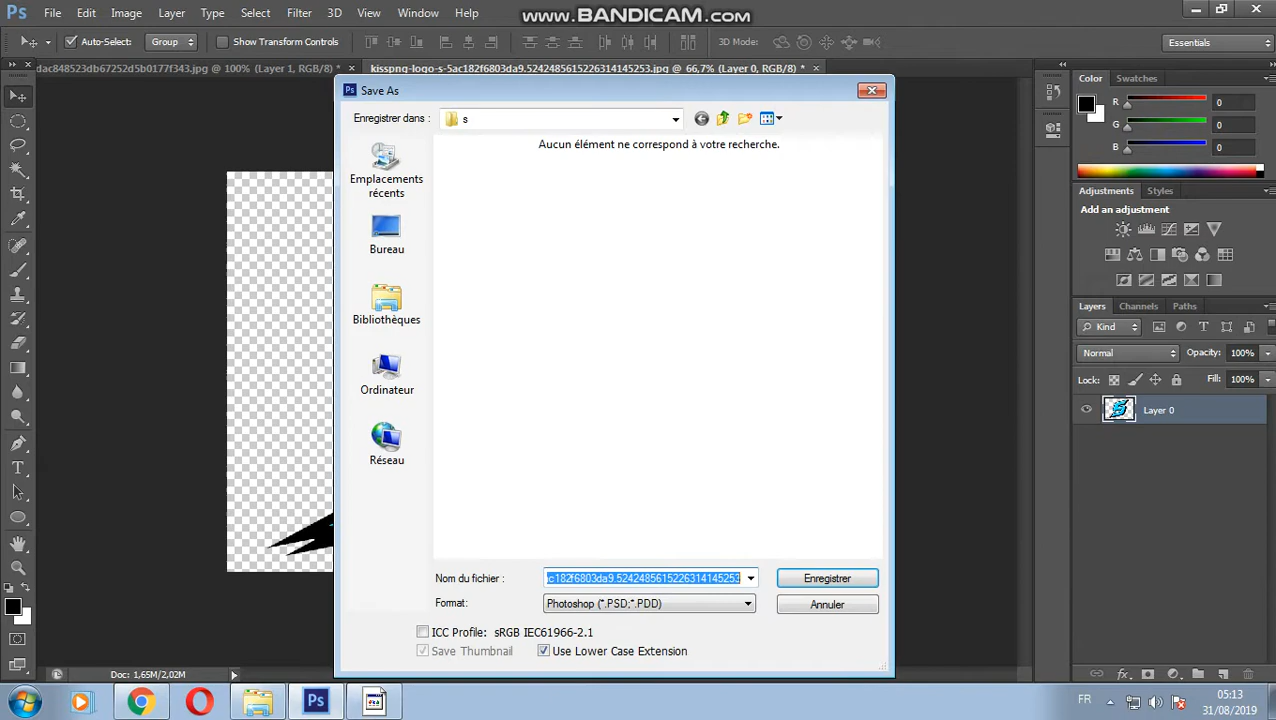 www.BANDICAM.com
Ps File Edit Image Layer Type Select Filter 3D View Window Help
Auto-Select: Group Show Transform Controls 3D Mode: Essentials
dac848523db67252d5b0177f343.jpg @ 100% (Layer 1, RGB/8) * × kisspng-logo-s-5ac182f6803da9.5242485615226314145253.jpg @ 66,7% (Layer 0, RGB/8) * ×
Save As
Enregistrer dans : s
Aucun élément ne correspond à votre recherche.
Emplacements
récents
Bureau
Bibliothèques
Ordinateur
Réseau
Nom du fichier : c182f6803da9.5242485615226314145253 Enregistrer
Format: Photoshop (*.PSD;*.PDD) Annuler
ICC Profile: sRGB IEC61966-2.1
Save Thumbnail Use Lower Case Extension
Color Swatches
R 0
G 0
B 0
Adjustments Styles
Add an adjustment
Layers Channels Paths
Kind
Normal Opacity: 100%
Lock: Fill: 100%
Layer 0
Doc: 1,65M/2,02M
Ps FR 05:13
31/08/2019